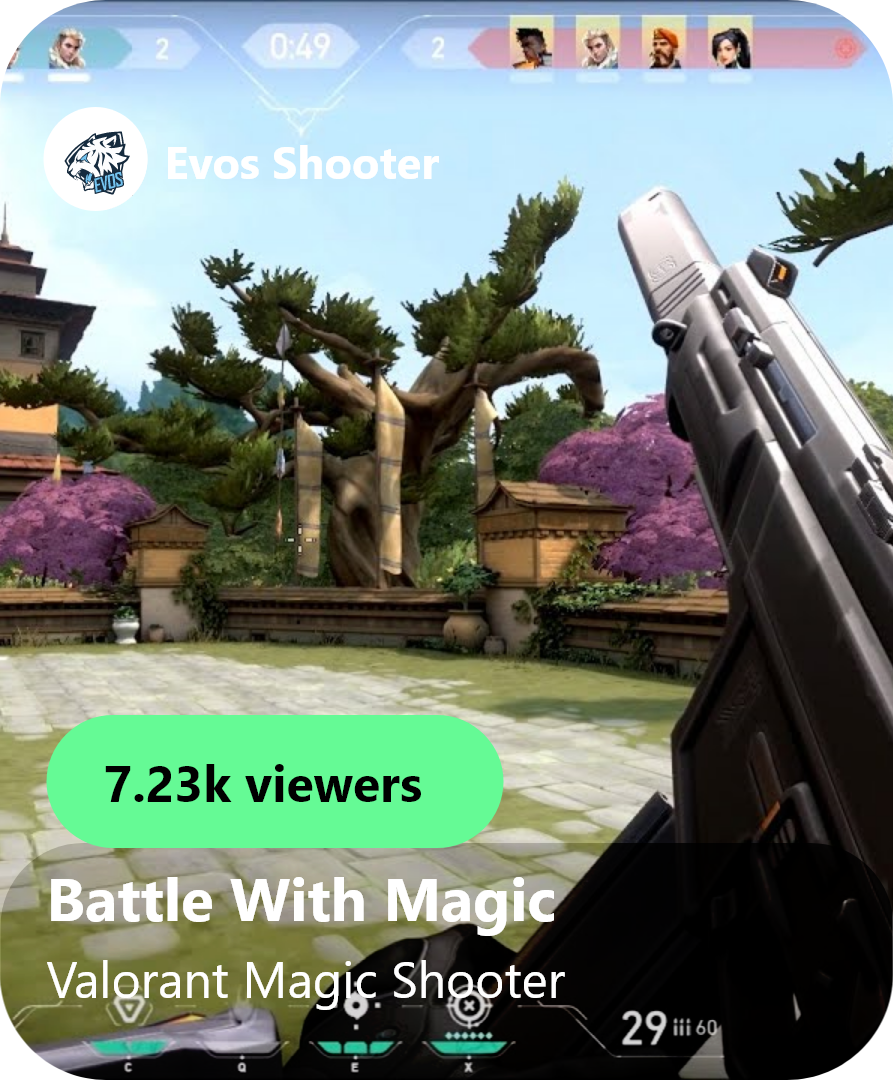 2 0:49 2
EVOS
Evos Shooter
7.23k viewers
Battle With Magic
Valorant Magic Shooter
29 60
C Q E X